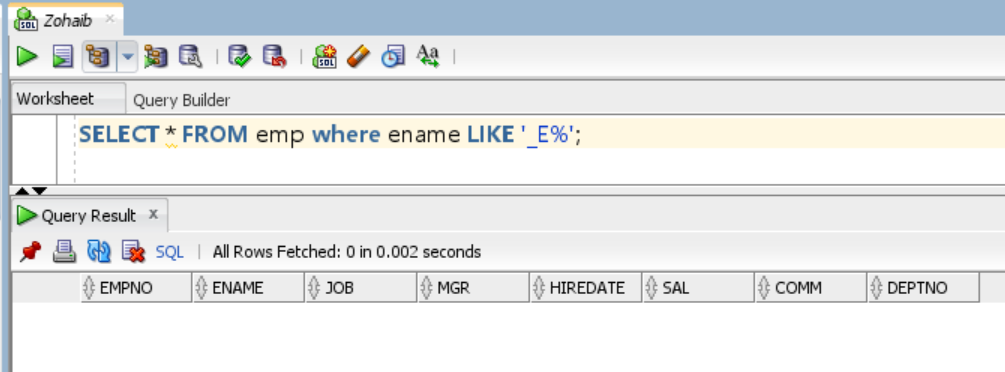 Zohaib
Worksheet Query Builder
SELECT * FROM emp where ename LIKE '_E%';
Query Result x
SQL | All Rows Fetched: 0 in 0.002 seconds
EMPNO ENAME JOB MGR HIREDATE SAL COMM DEPTNO